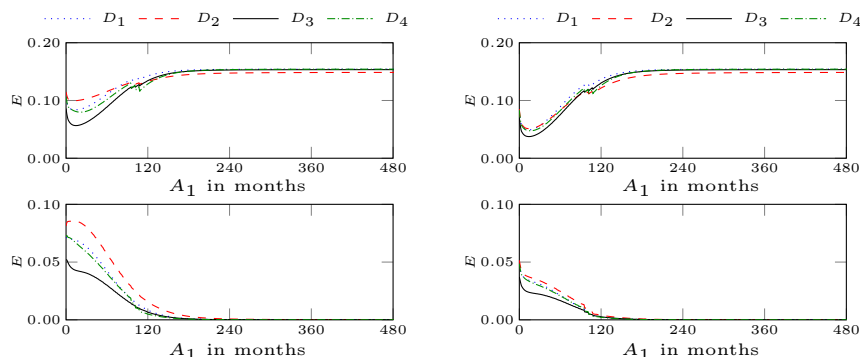 D1 D2 D3 D4 D1 D2 D3 D4
0.20 0.20
0.10 0.10
E E
0.00 0.00
0 120 240 360 480 0 120 240 360 480
A1 in months A1 in months
0.10 0.10
0.05 0.05
E E
0.00 0.00
0 120 240 360 480 0 120 240 360 480
A1 in months A1 in months